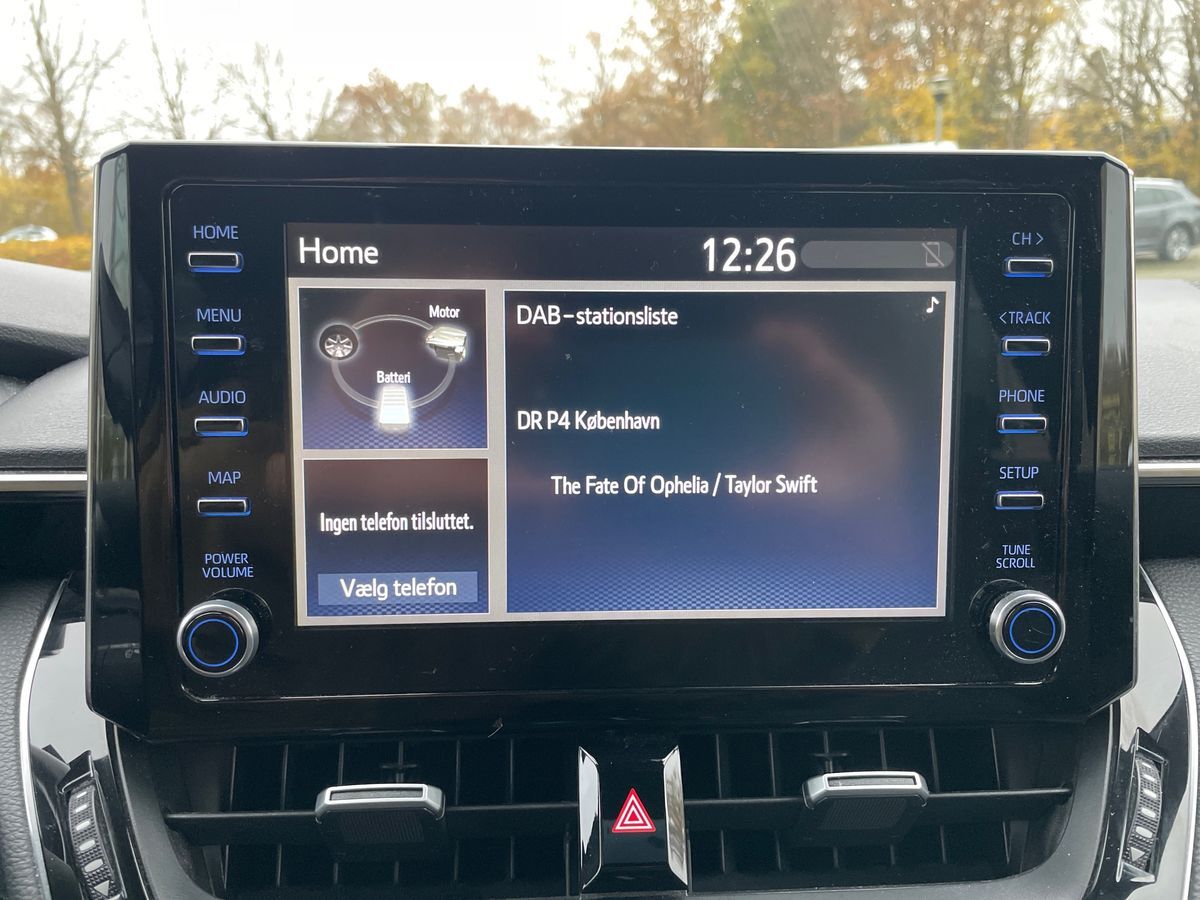 HOME
MENU
AUDIO
MAP
POWER
VOLUME
Home
12:26
Motor
Batteri
Ingen telefon tilsluttet.
Vælg telefon
DAB-stationsliste
DR P4 København
The Fate Of Ophelia / Taylor Swift
CH >
< TRACK
PHONE
SETUP
TUNE
SCROLL